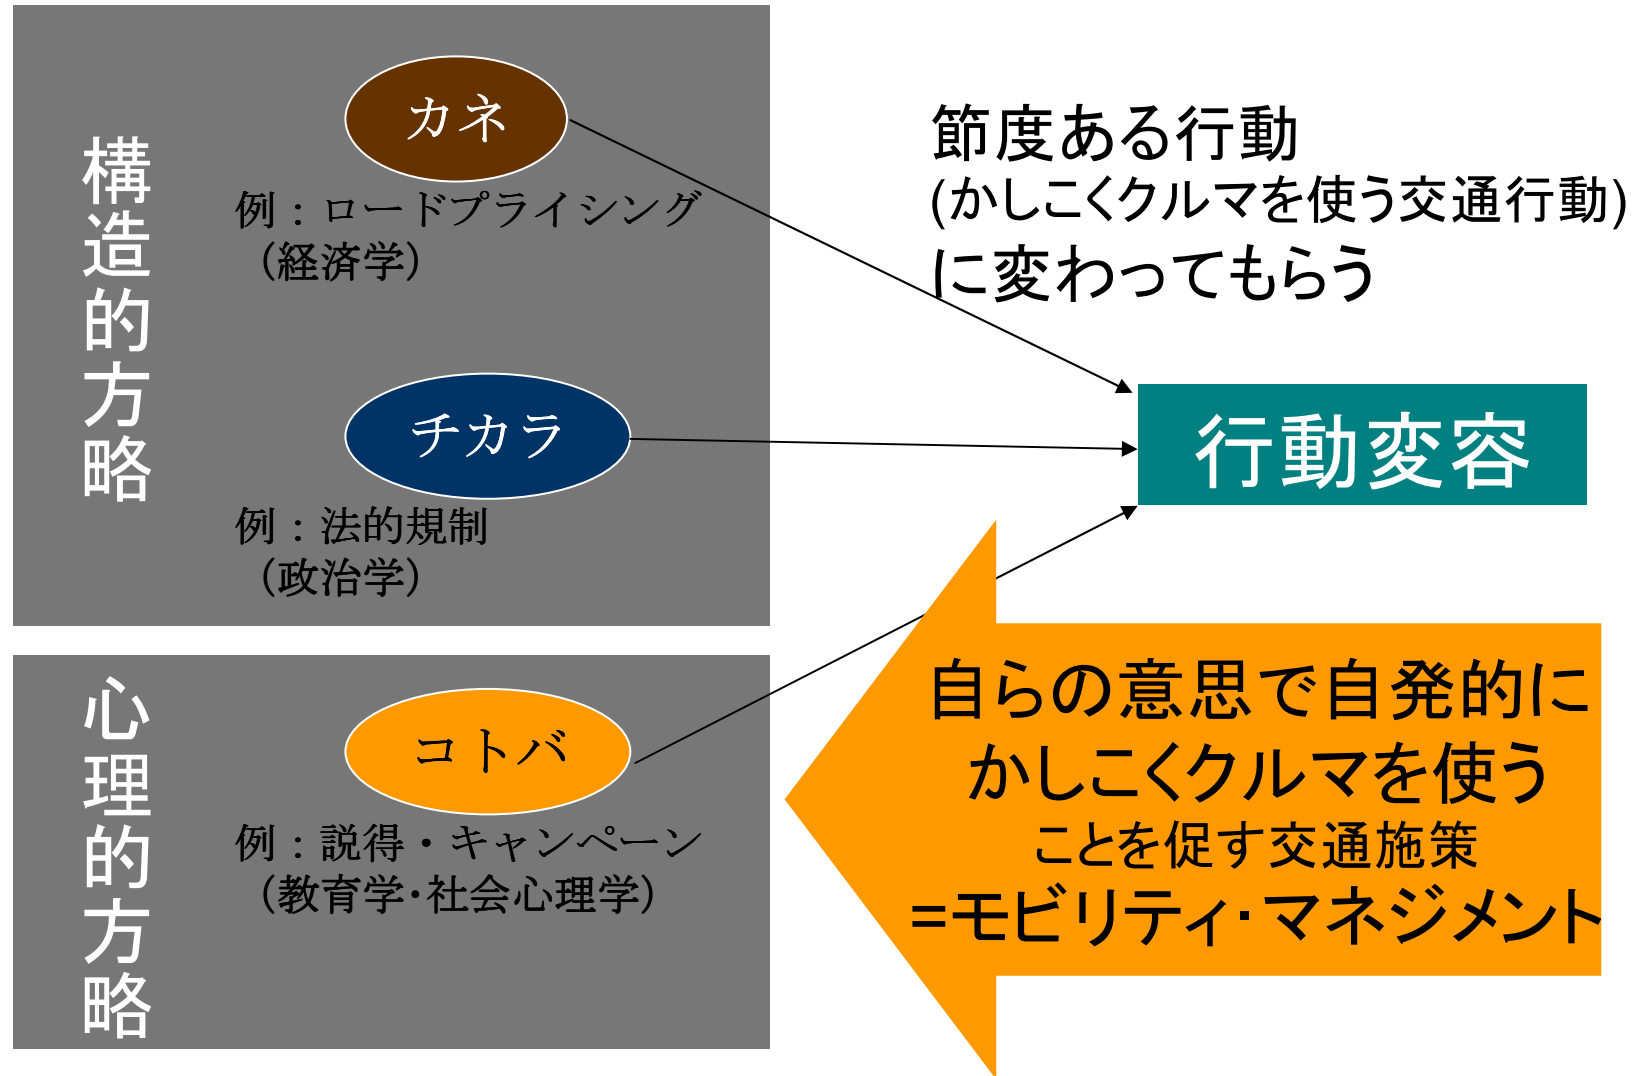 構造的方略
カネ
例：ロードプライシング
（経済学）
チカラ
例：法的規制
（政治学）
心理的方略
コトバ
例：説得・キャンペーン
（教育学・社会心理学）
節度ある行動
(かしこくクルマを使う交通行動)
に変わってもらう
行動変容
自らの意思で自発的に
かしこくクルマを使う
ことを促す交通施策
=モビリティ・マネジメント